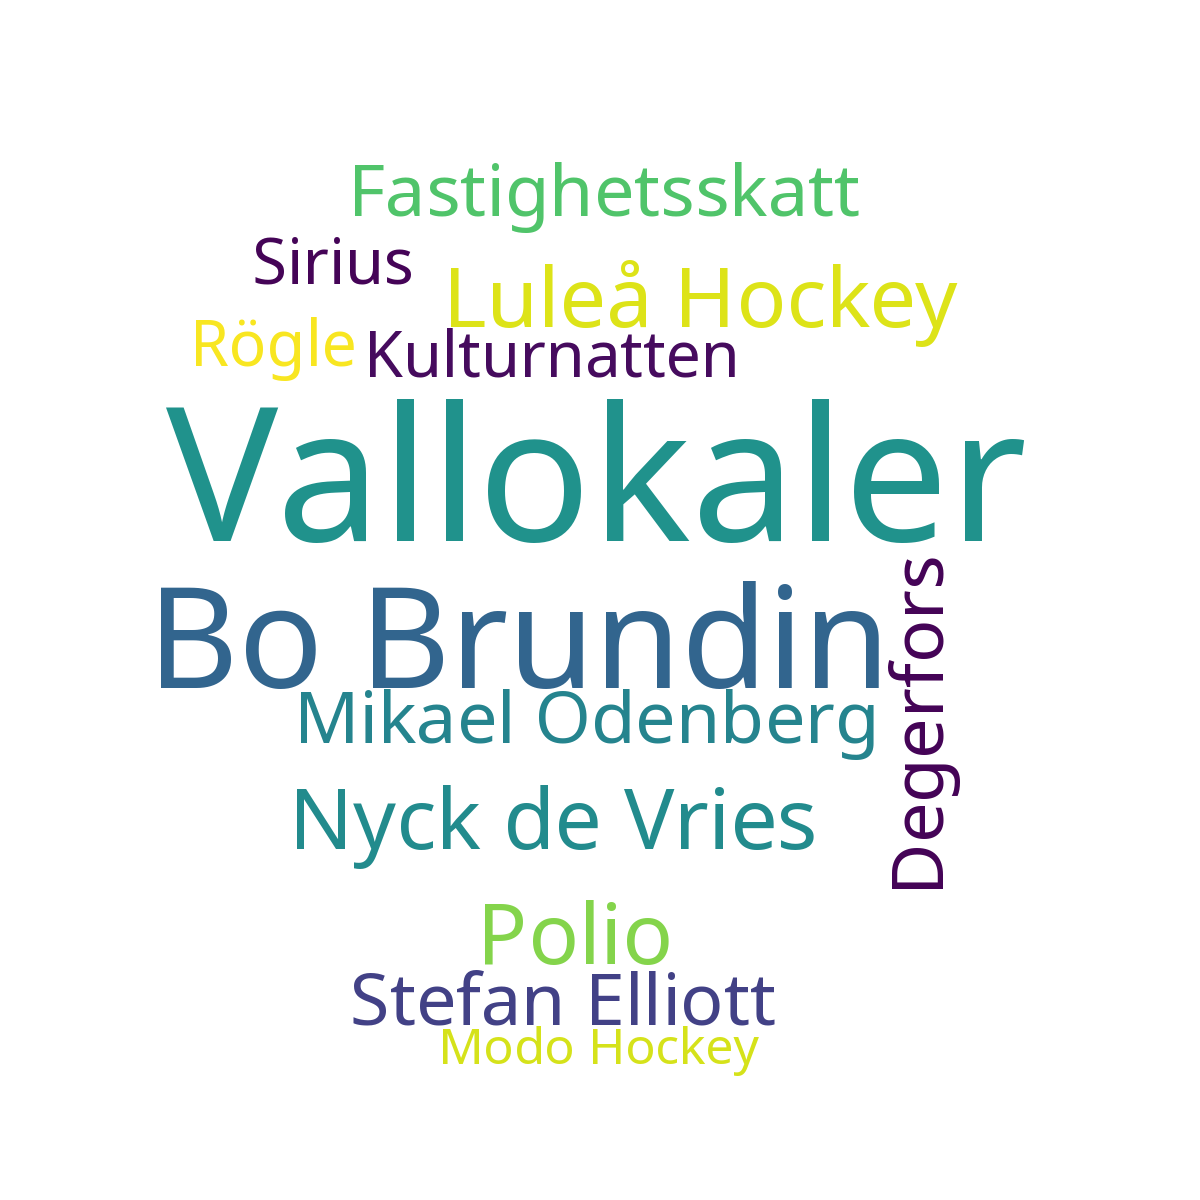 Fastighetsskatt
Sirius
Luleå Hockey
Rögle
Kulturnatten
Vallokaler
Bo Brundin
Degerfors
Mikael Odenberg
Nyck de Vries
Polio
Stefan Elliott
Modo Hockey